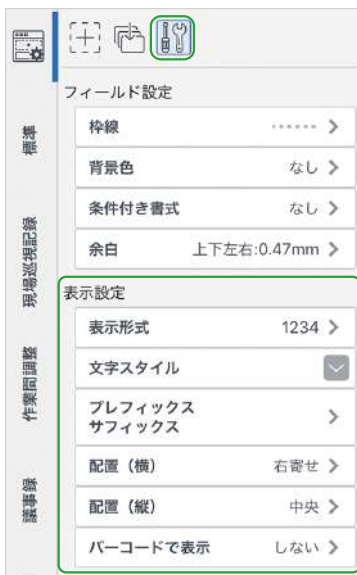 フィールド設定
枠線 ------ >
背景色 なし >
条件付き書式 なし >
余白 上下左右:0.47mm >
表示設定
表示形式 1234 >
文字スタイル
プレフィックス
サフィックス >
配置（横） 右寄せ >
配置（縦） 中央 >
バーコードで表示 しない >
標準
現場巡視記録
作業間調整
議事録